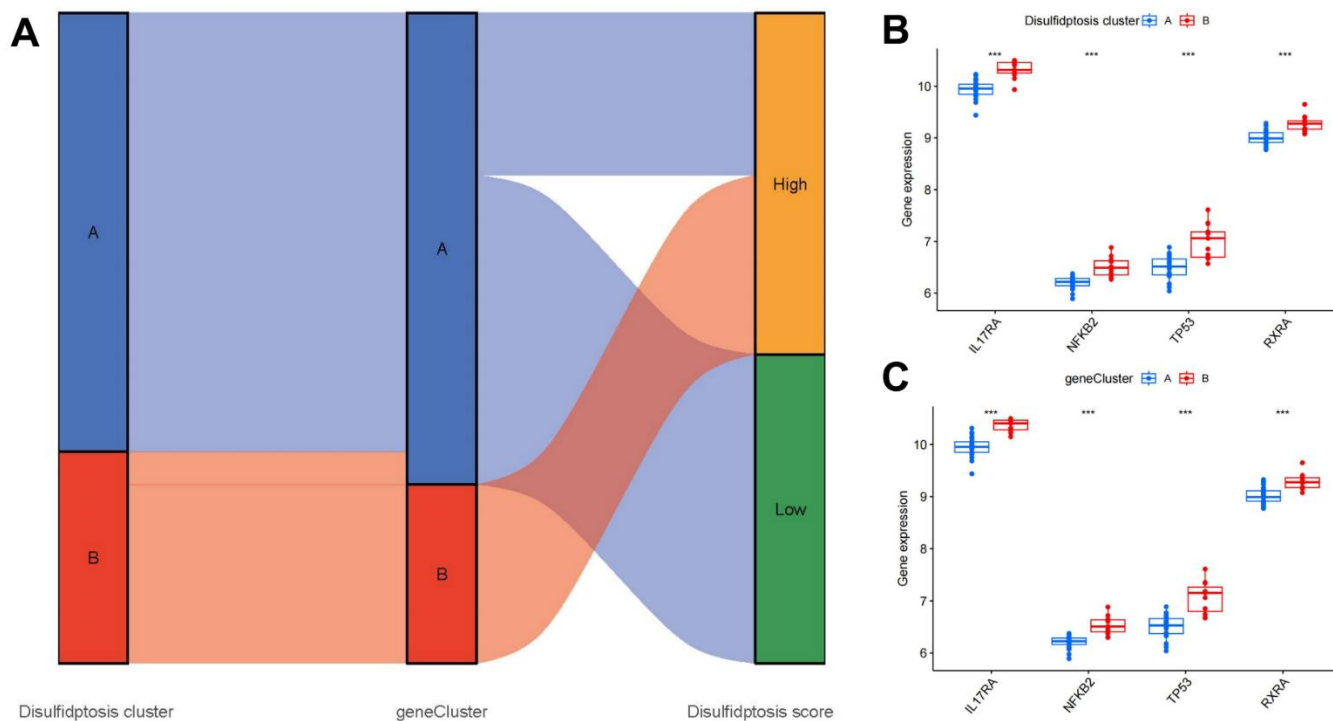 A
A
B
A
B
High
Low
Disulfidptosis cluster
geneCluster
Disulfidptosis score
B
Disulfidptosis cluster A B
*** *** *** ***
Gene expression
10
9
8
7
6
IL17RA NFKB2 TP53 RXRA
C
geneCluster A B
*** *** *** ***
Gene expression
10
9
8
7
6
IL17RA NFKB2 TP53 RXRA